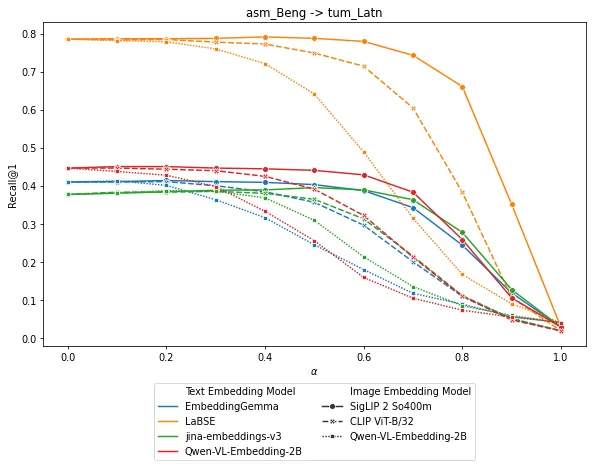 asm_Beng -> tum_Latn
Recall@1
0.8
0.7
0.6
0.5
0.4
0.3
0.2
0.1
0.0
0.0 0.2 0.4 0.6 0.8 1.0
α
Text Embedding Model
EmbeddingGemma
LaBSE
jina-embeddings-v3
Qwen-VL-Embedding-2B
Image Embedding Model
SigLIP 2 So400m
CLIP ViT-B/32
Qwen-VL-Embedding-2B